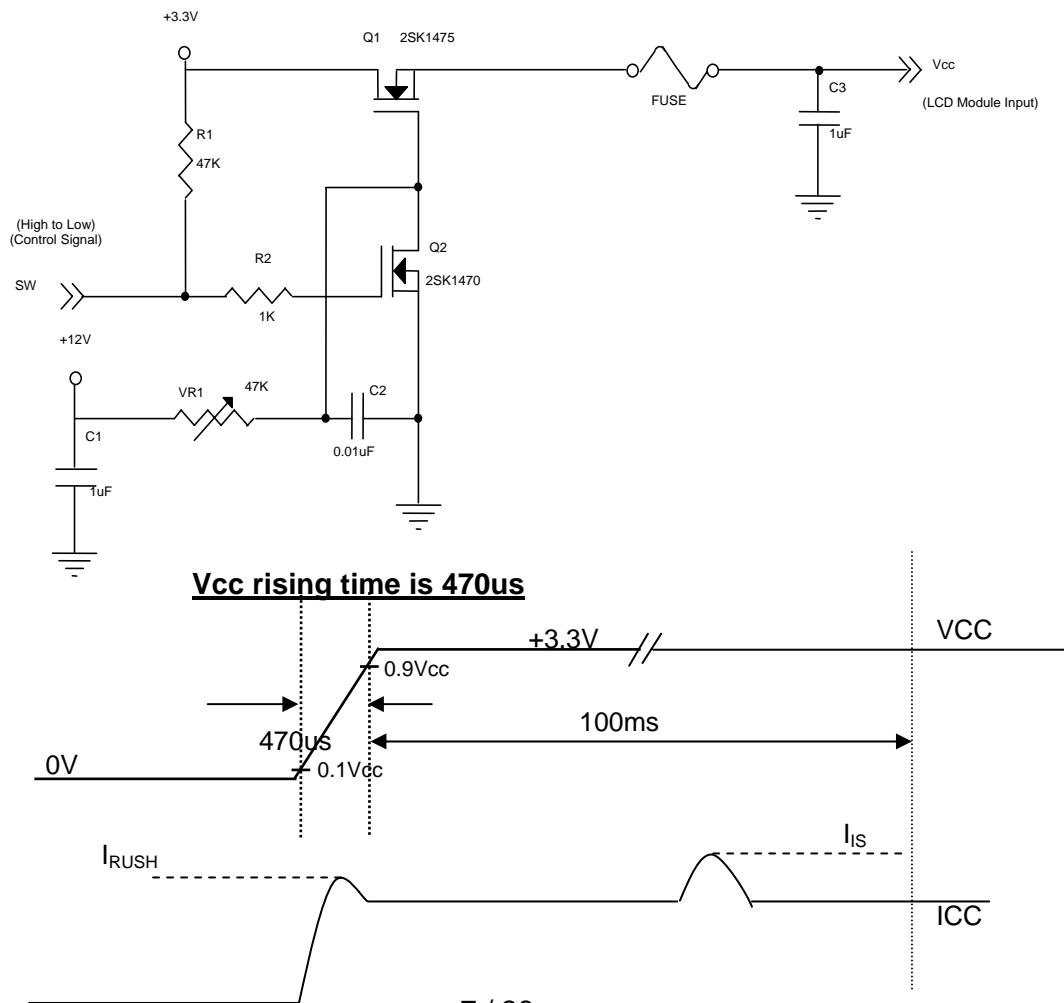 +3.3V
Q1 2SK1475
Vcc
FUSE
C3
(LCD Module Input)
R1
47K
1uF
(High to Low)
(Control Signal)
Q2
R2
2SK1470
SW
1K
+12V
VR1
47K
C2
C1
0.01uF
1uF
Vcc rising time is 470us
+3.3V
VCC
0.9Vcc
100ms
470us
0V
0.1Vcc
IRUSH
IIS
ICC